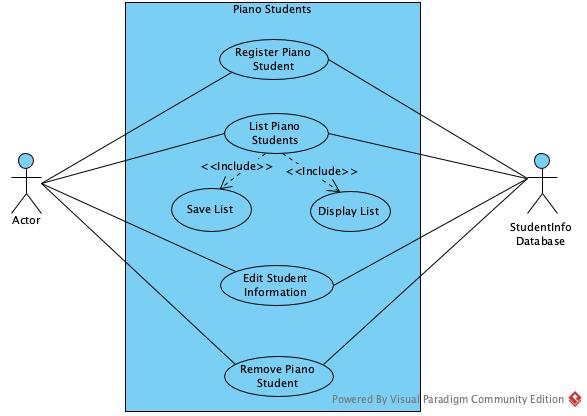 Piano Students
Register Piano
Student
List Piano
Students
<<Include>>
<<Include>>
Save List
Display List
Actor
StudentInfo
Database
Edit Student
Information
Remove Piano
Student
Powered By Visual Paradigm Community Edition